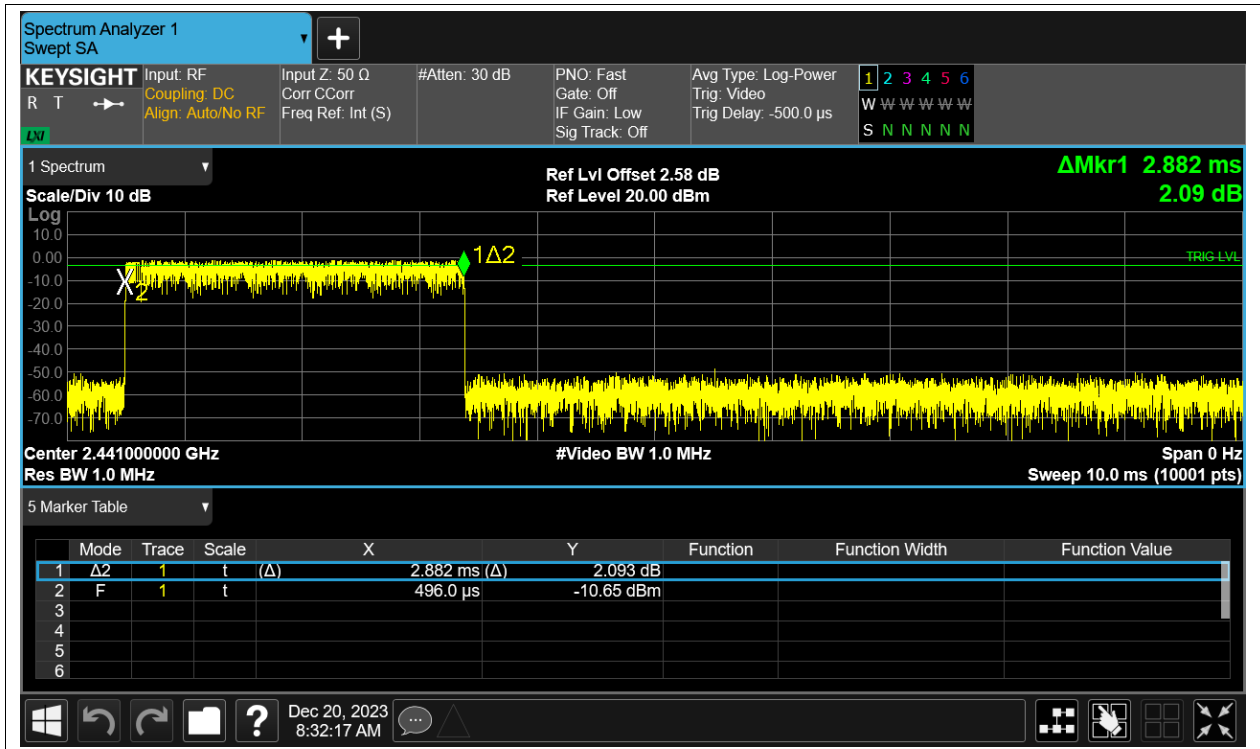 Spectrum Analyzer 1
Swept SA
+
KEYSIGHT
R T
LXI
Input: RF
Coupling: DC
Align: Auto/No RF
Input Z: 50 Ω
Corr CCorr
Freq Ref: Int (S)
#Atten: 30 dB
PNO: Fast
Gate: Off
IF Gain: Low
Sig Track: Off
Avg Type: Log-Power
Trig: Video
Trig Delay: -500.0 µs
1 2 3 4 5 6
W W W W W W
S N N N N N
1 Spectrum
Scale/Div 10 dB
Ref Lvl Offset 2.58 dB
Ref Level 20.00 dBm
ΔMkr1 2.882 ms
2.09 dB
Log
10.0
0.00
-10.0
-20.0
-30.0
-40.0
-50.0
-60.0
-70.0
1Δ2
2
TRIG LVL
Center 2.441000000 GHz
#Video BW 1.0 MHz
Span 0 Hz
Res BW 1.0 MHz
Sweep 10.0 ms (10001 pts)
5 Marker Table
Mode Trace Scale X Y Function Function Width Function Value
1 Δ2 1 t (Δ) 2.882 ms (Δ) 2.093 dB
2 F 1 t 496.0 µs -10.65 dBm
3
4
5
6
?
Dec 20, 2023
8:32:17 AM